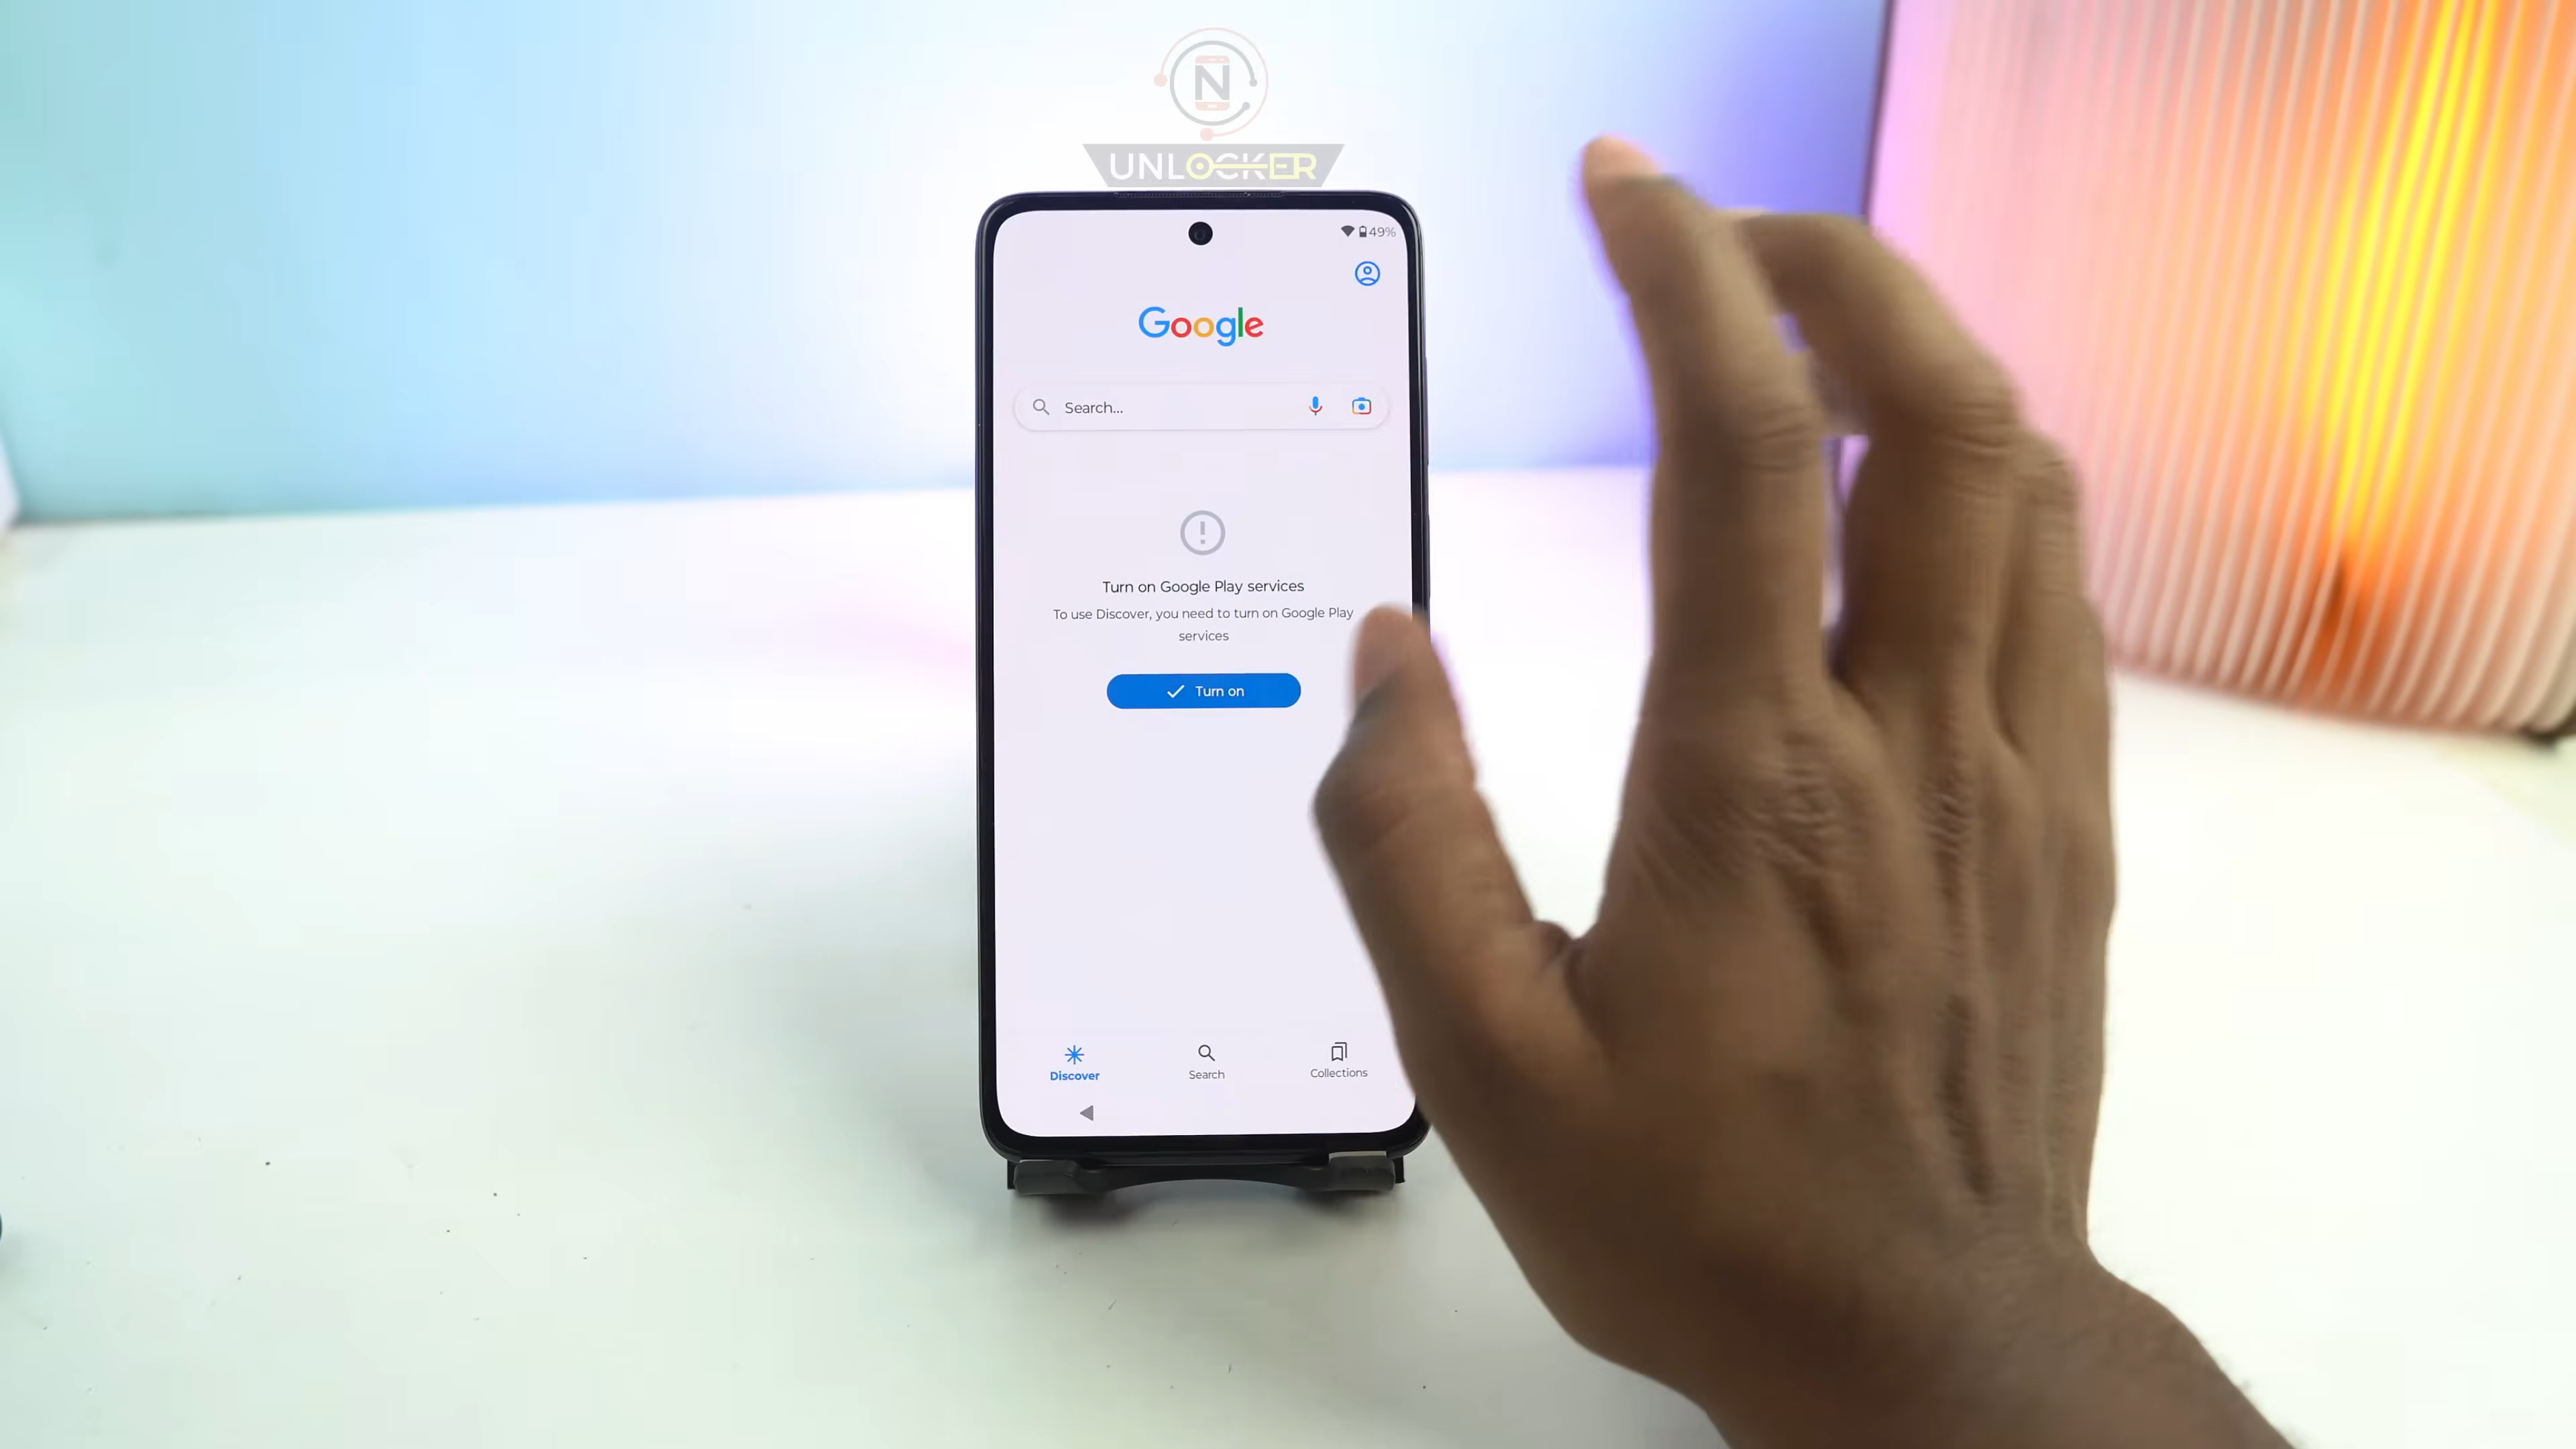 N
UNLOCKER
49%
Google
Search...
Turn on Google Play services
To use Discover, you need to turn on Google Play
services
Turn on
Discover
Search
Collections